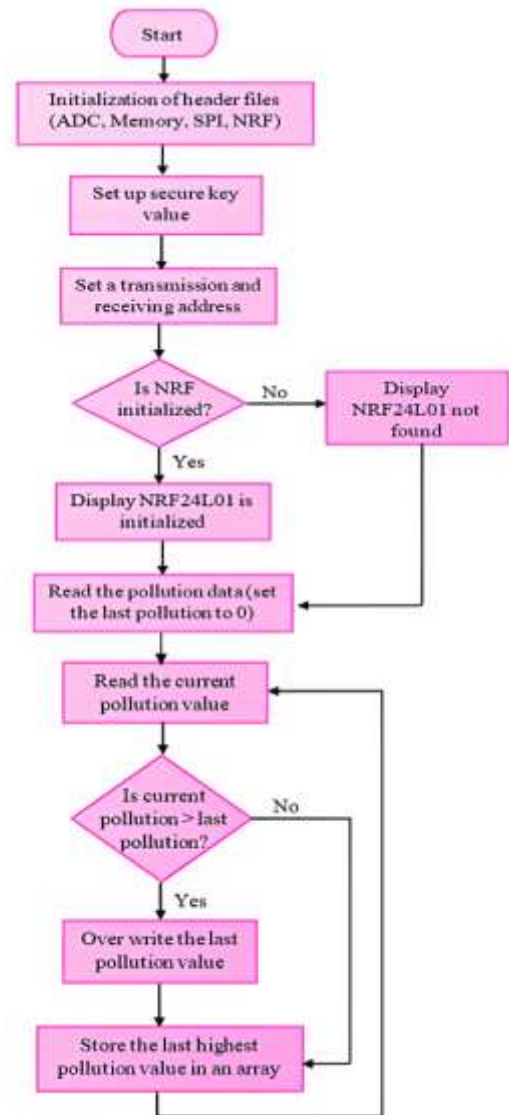 Start
Initialization of header files
(ADC, Memory, SPI, NRF)
Set up secure key
value
Set a transmission and
receiving address
Is NRF
initialized?
No
Display
NRF24L01 not
found
Yes
Display NRF24L01 is
initialized
Read the pollution data (set
the last pollution to 0)
Read the current
pollution value
Is current
pollution > last
pollution?
No
Yes
Over write the last
pollution value
Store the last highest
pollution value in an array